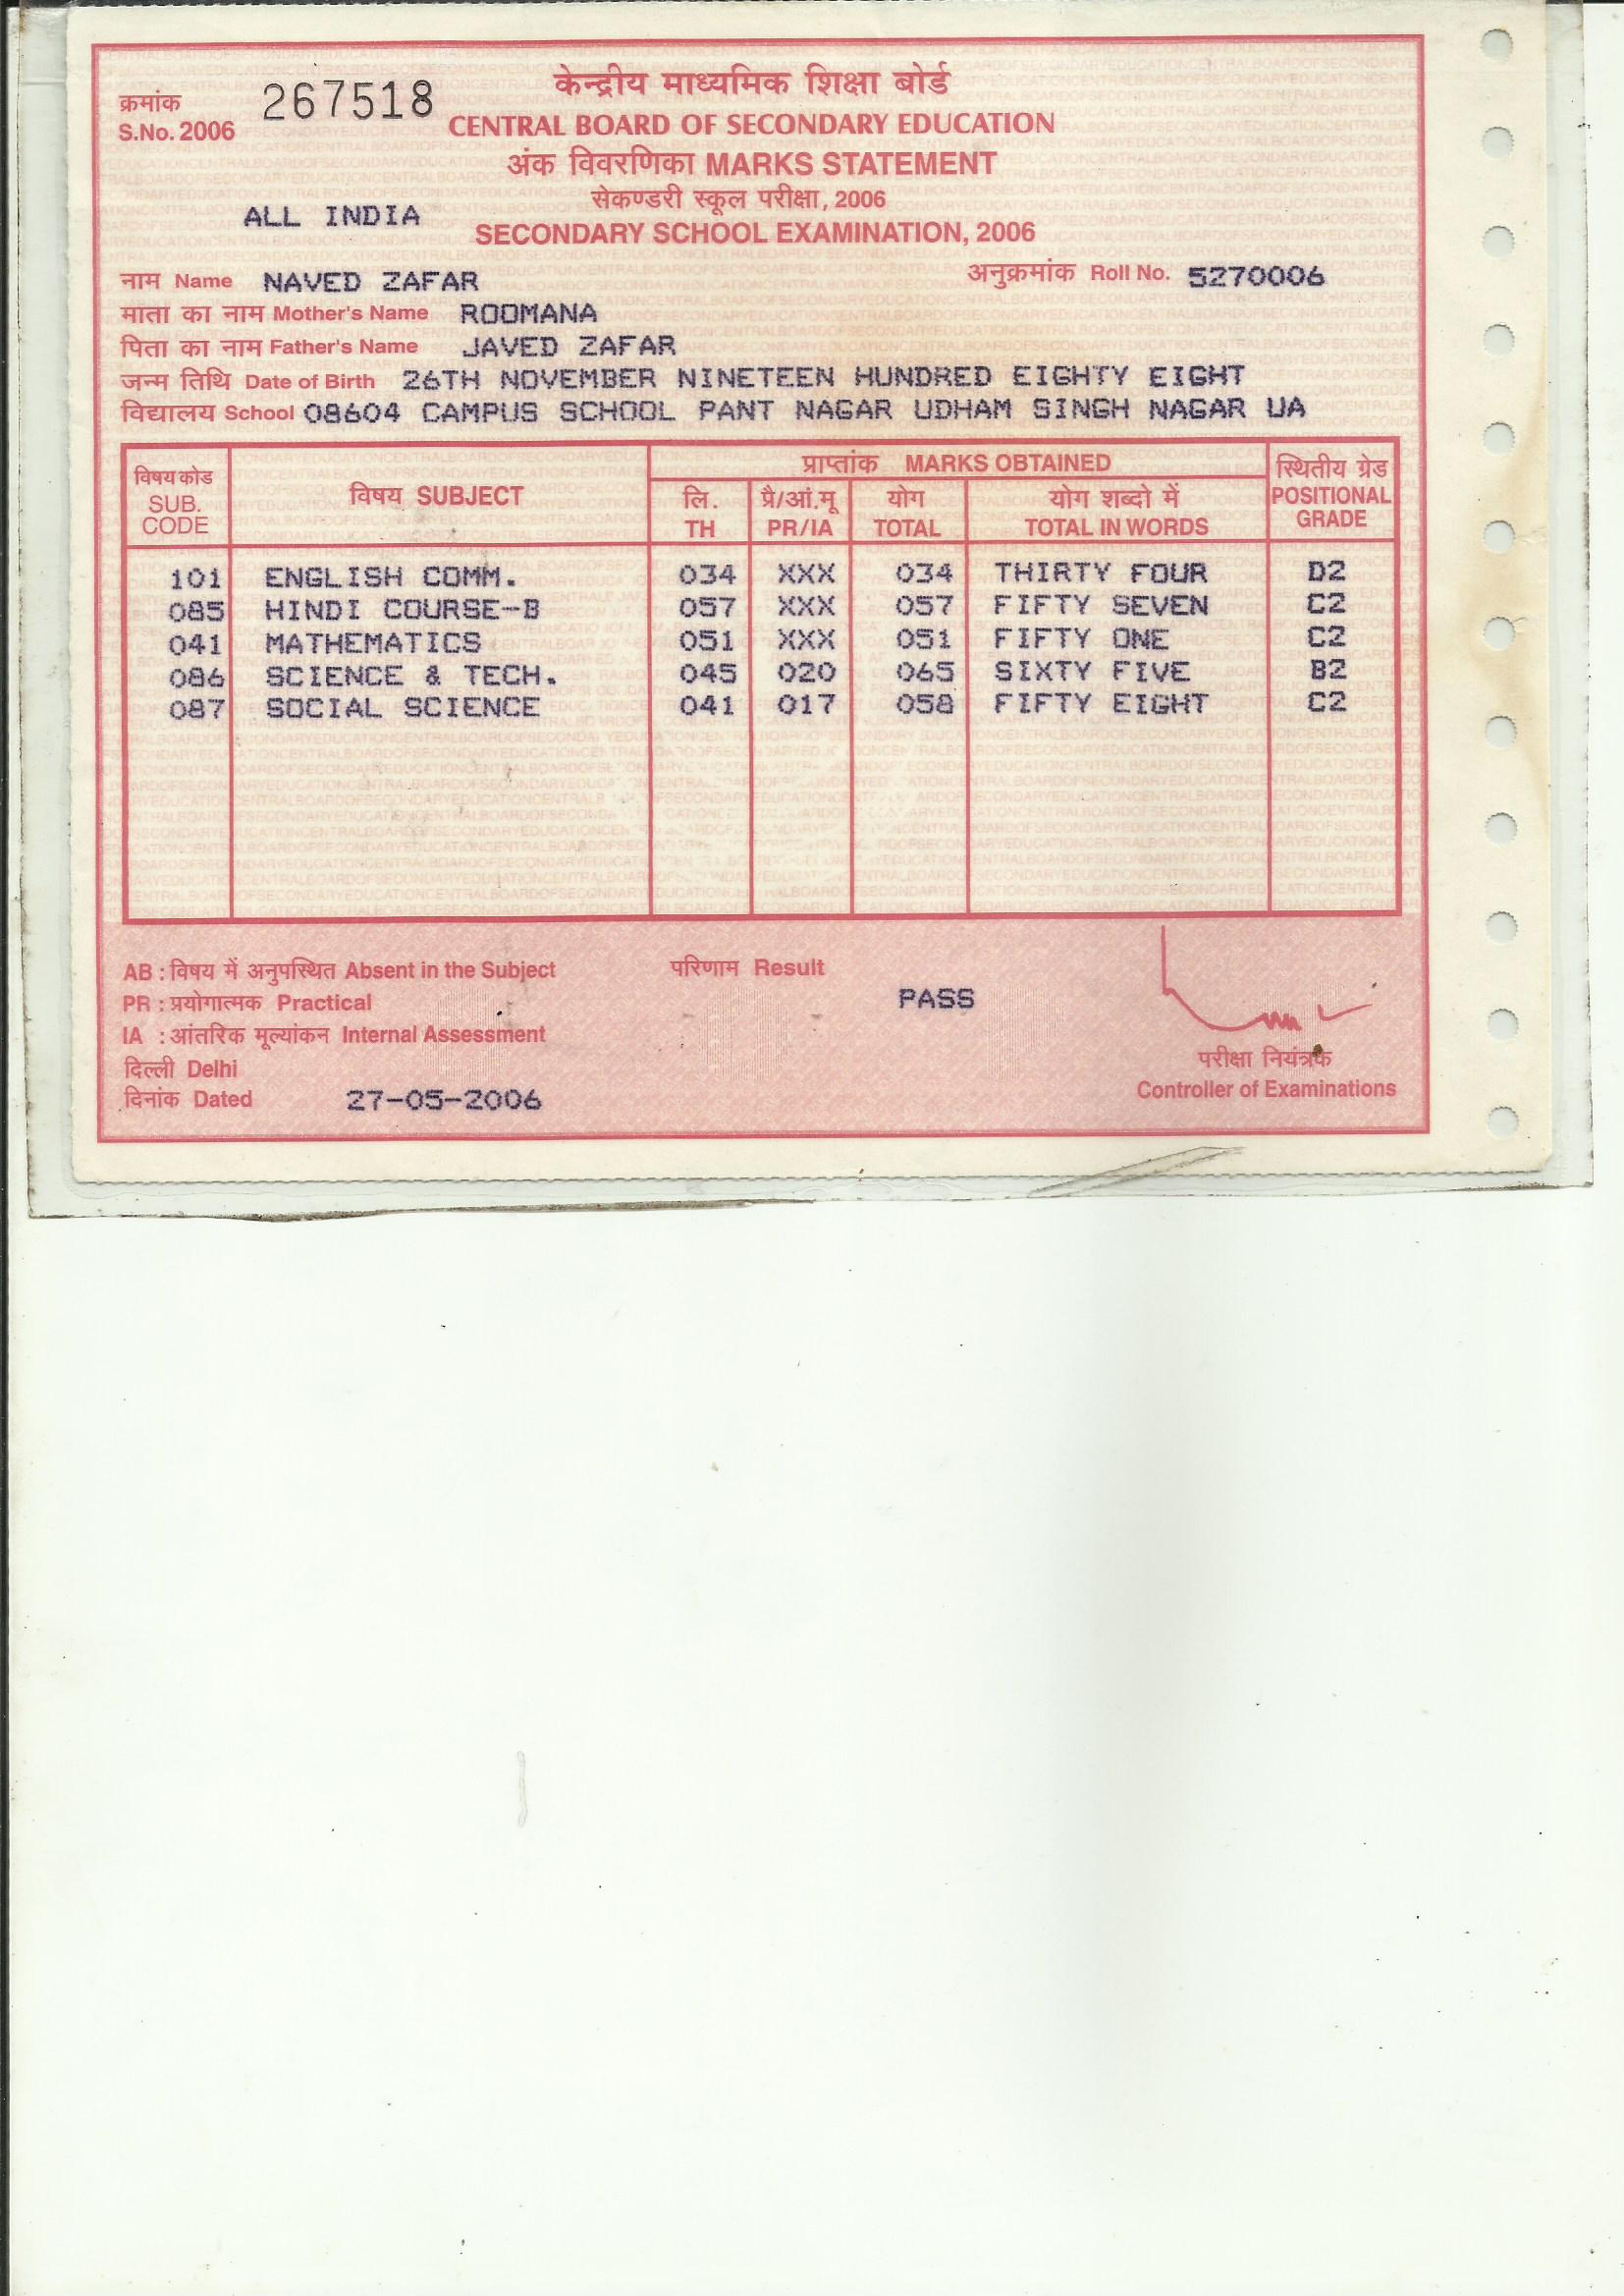 क्रमांक
S.No. 2006 267518
केन्द्रीय माध्यमिक शिक्षा बोर्ड
CENTRAL BOARD OF SECONDARY EDUCATION
अंक विवरणिका MARKS STATEMENT
सेकण्डरी स्कूल परीक्षा, 2006
ALL INDIA
SECONDARY SCHOOL EXAMINATION, 2006
नाम Name NAVED ZAFAR अनुक्रमांक Roll No. 5270006
माता का नाम Mother's Name ROOMANA
पिता का नाम Father's Name JAVED ZAFAR
जन्म तिथि Date of Birth 26TH NOVEMBER NINETEEN HUNDRED EIGHTY EIGHT
विद्यालय School 08604 CAMPUS SCHOOL PANT NAGAR UDHAM SINGH NAGAR UA
विषय कोड SUB. CODE विषय SUBJECT प्राप्तांक MARKS OBTAINED स्थितीय ग्रेड POSITIONAL GRADE
लि. TH प्रै/आं.मू PR/IA योग TOTAL योग शब्दो में TOTAL IN WORDS
101 ENGLISH COMM. 034 XXX 034 THIRTY FOUR D2
085 HINDI COURSE-B 057 XXX 057 FIFTY SEVEN C2
041 MATHEMATICS 051 XXX 051 FIFTY ONE C2
086 SCIENCE & TECH. 045 020 065 SIXTY FIVE B2
087 SOCIAL SCIENCE 041 017 058 FIFTY EIGHT C2
AB : विषय में अनुपस्थित Absent in the Subject परिणाम Result
PR : प्रयोगात्मक Practical PASS
IA : आंतरिक मूल्यांकन Internal Assessment
दिल्ली Delhi परीक्षा नियंत्रक
दिनांक Dated 27-05-2006 Controller of Examinations